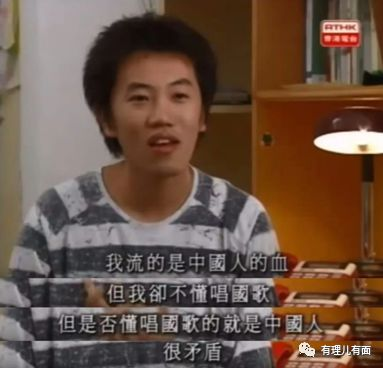 RTHK
香港電台
我流的是中國人的血
但我卻不懂唱國歌
但是否懂唱國歌的就是中國人
很矛盾
有理儿有面